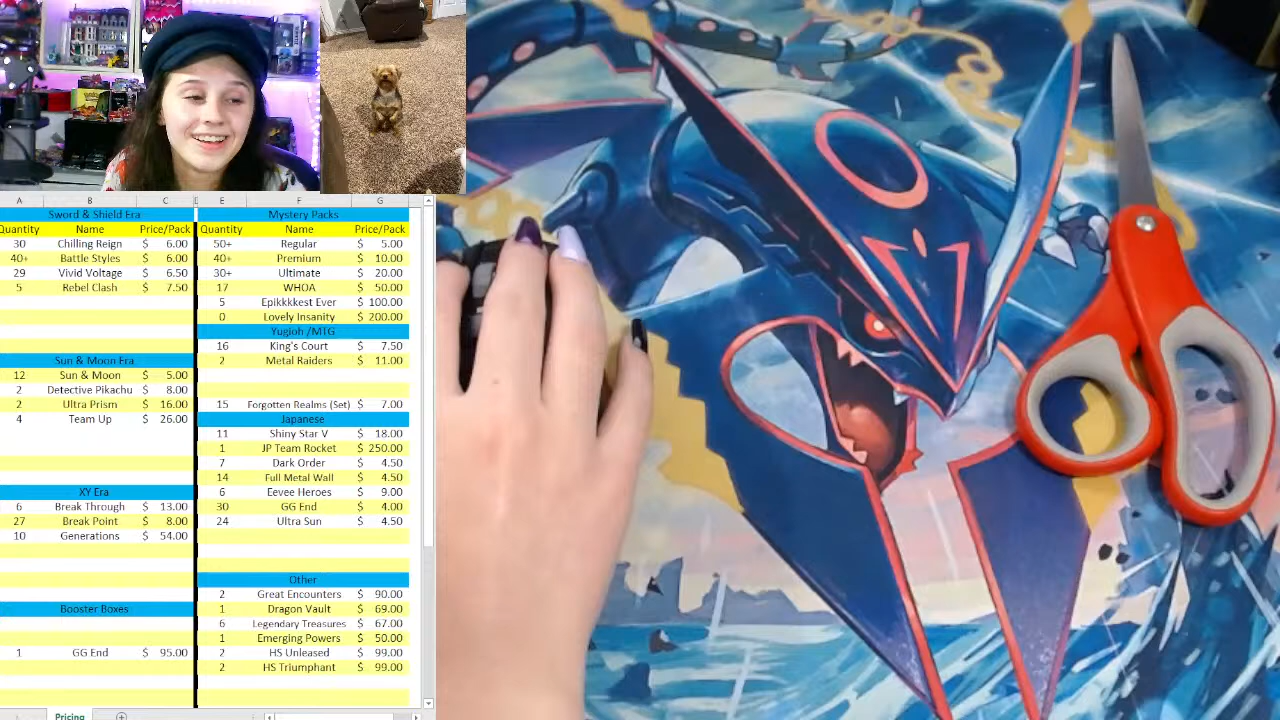 A B C E F G
Sword & Shield Era Mystery Packs
Quantity Name Price/Pack Quantity Name Price/Pack
30 Chilling Reign $ 6.00 50+ Regular $ 5.00
40+ Battle Styles $ 6.00 40+ Premium $ 10.00
29 Vivid Voltage $ 6.50 30+ Ultimate $ 20.00
5 Rebel Clash $ 7.50 17 WHOA $ 50.00
5 Epikkkkest Ever $ 100.00
0 Lovely Insanity $ 200.00
Yugioh /MTG
16 King's Court $ 7.50
Sun & Moon Era 2 Metal Raiders $ 11.00
12 Sun & Moon $ 5.00
2 Detective Pikachu $ 8.00
2 Ultra Prism $ 16.00 15 Forgotten Realms (Set) $ 7.00
4 Team Up $ 26.00 Japanese
11 Shiny Star V $ 18.00
1 JP Team Rocket $ 250.00
7 Dark Order $ 4.50
14 Full Metal Wall $ 4.50
XY Era 6 Eevee Heroes $ 9.00
6 Break Through $ 13.00 30 GG End $ 4.00
27 Break Point $ 8.00 24 Ultra Sun $ 4.50
10 Generations $ 54.00
Other
2 Great Encounters $ 90.00
Booster Boxes 1 Dragon Vault $ 69.00
6 Legendary Treasures $ 67.00
1 Emerging Powers $ 50.00
1 GG End $ 95.00 2 HS Unleased $ 99.00
2 HS Triumphant $ 99.00
Pricing